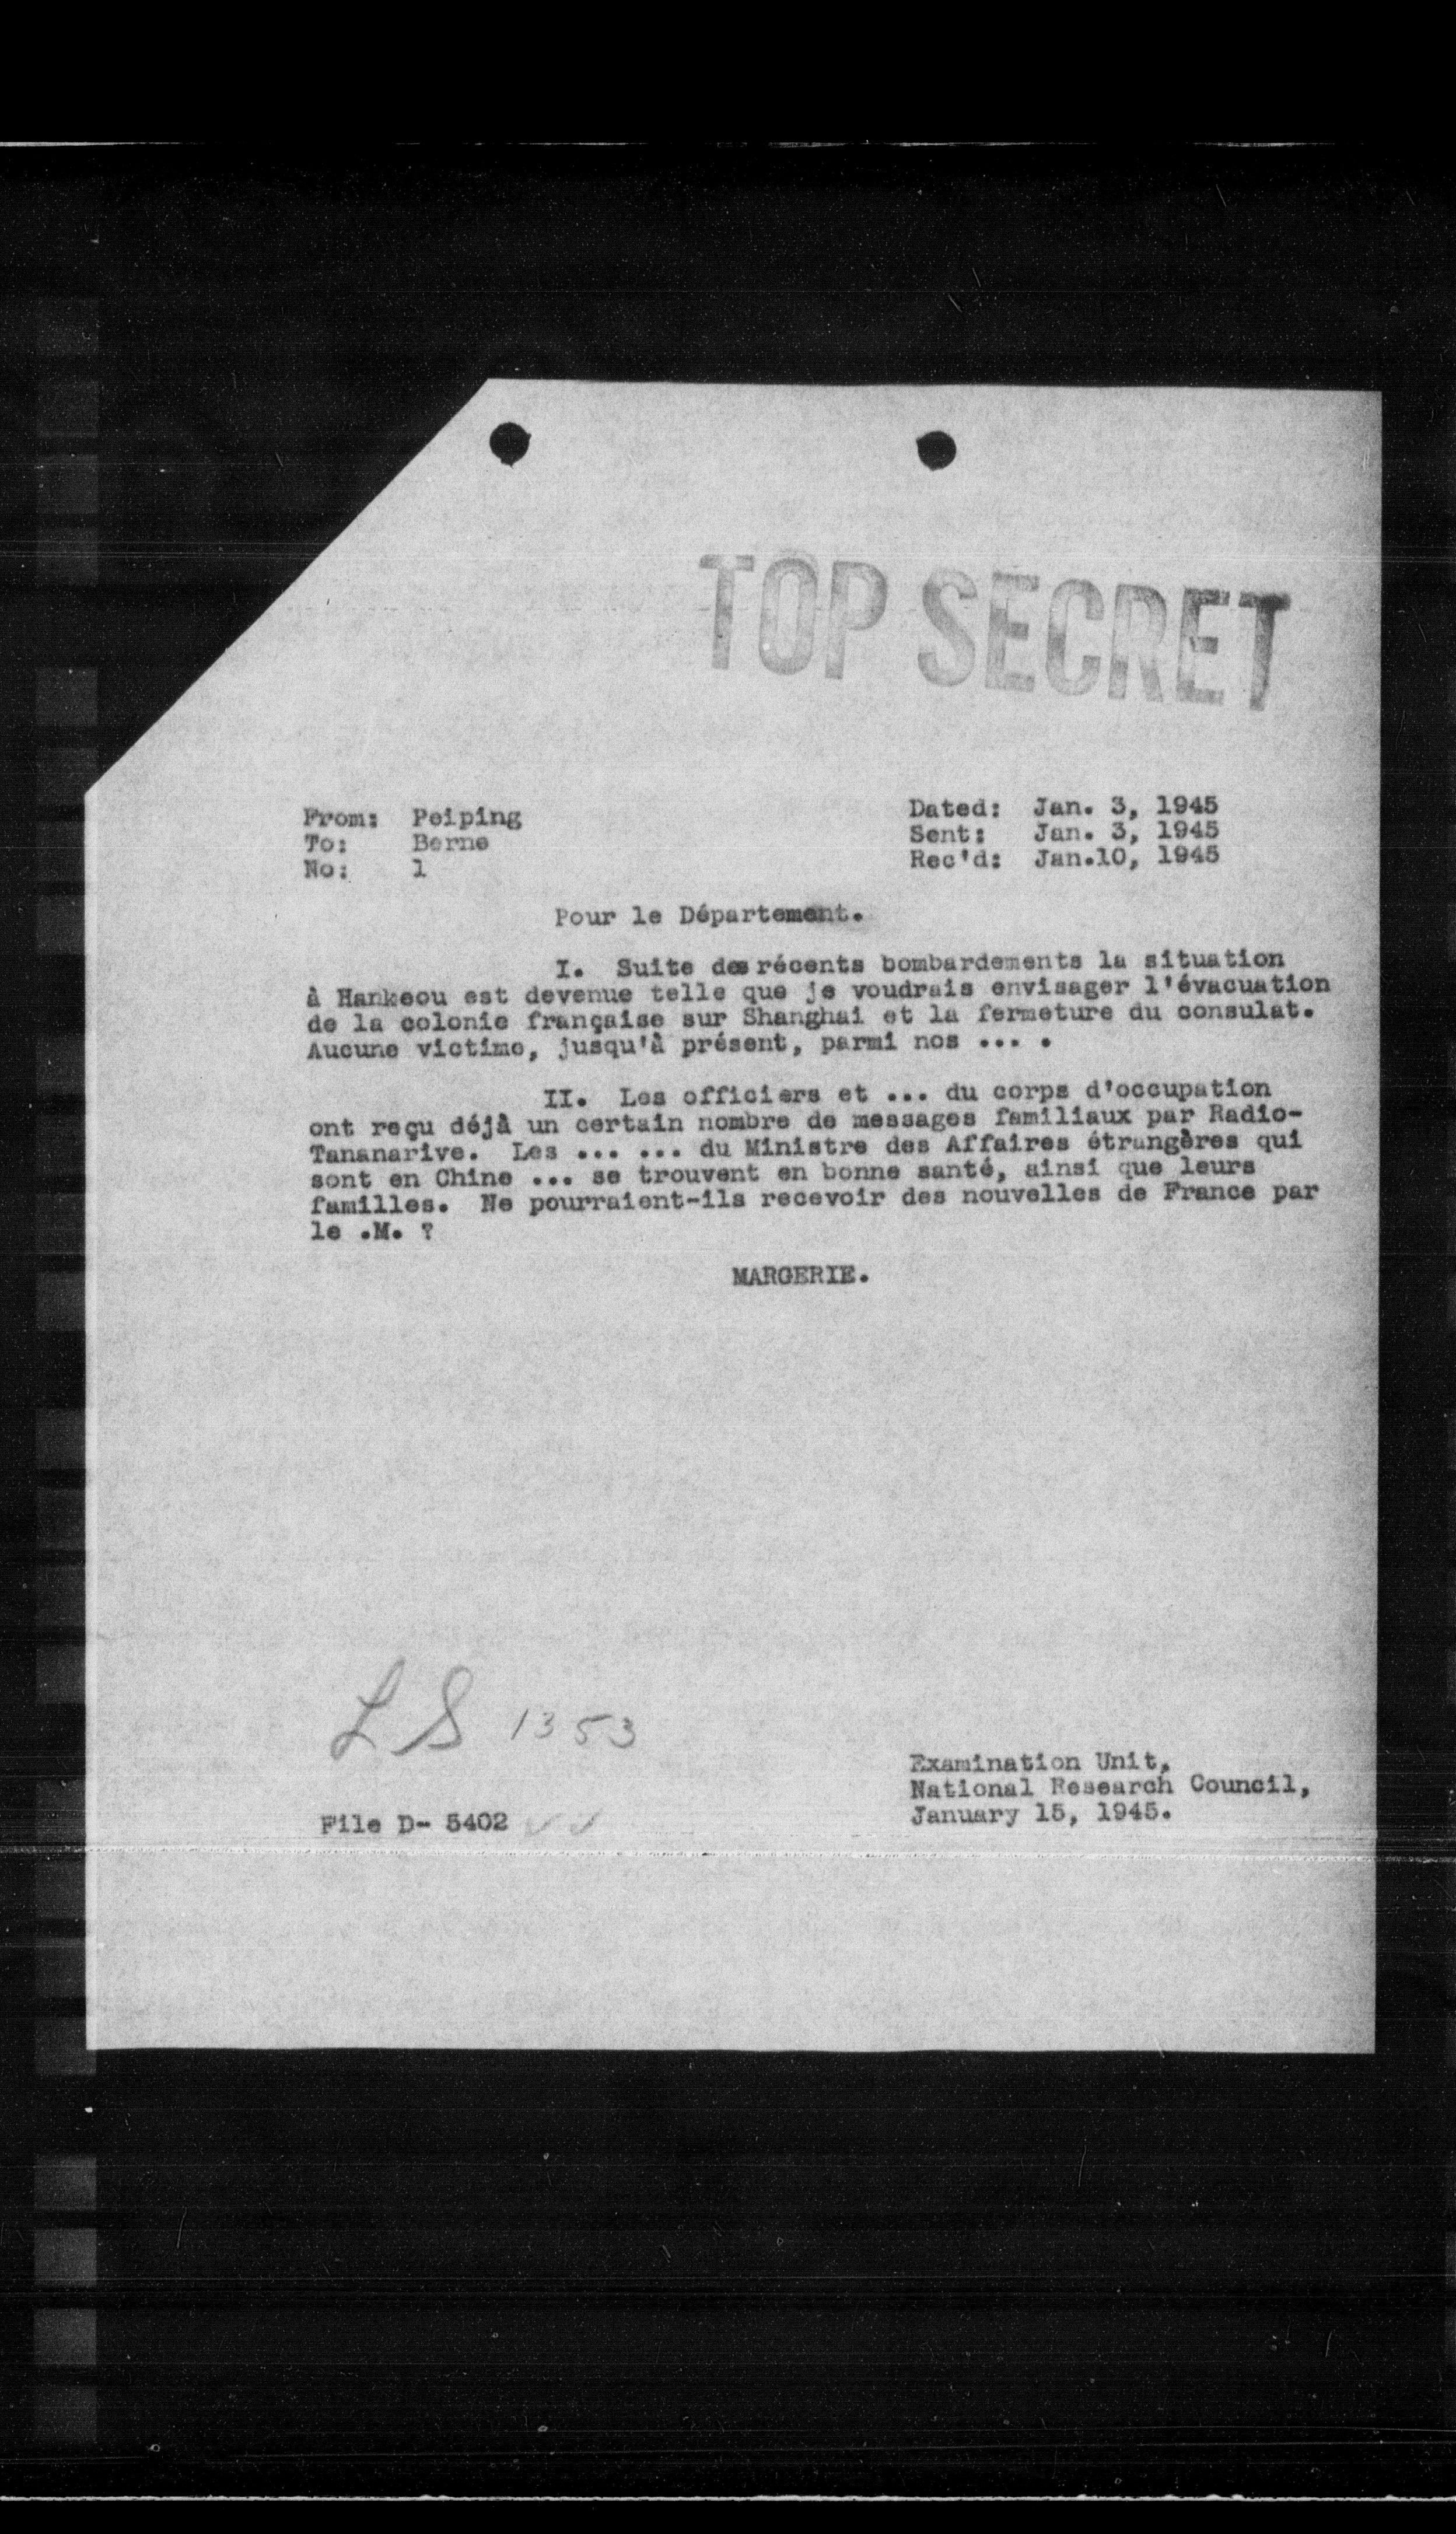 TOP SECRET
From: Peiping
To: Berne
No: 1
Dated: Jan. 3, 1945
Sent: Jan. 3, 1945
Rec'd: Jan.10, 1945
Pour le Département.
I. Suite des récents bombardements la situation
à Hankeou est devenue telle que je voudrais envisager l'évacuation
de la colonie française sur Shanghai et la fermeture du consulat.
Aucune victime, jusqu'à présent, parmi nos ... .
II. Les officiers et ... du corps d'occupation
ont reçu déjà un certain nombre de messages familiaux par Radio-
Tananarive. Les ... ... du Ministre des Affaires étrangères qui
sont en Chine ... se trouvent en bonne santé, ainsi que leurs
familles. Ne pourraient-ils recevoir des nouvelles de France par
le .M. ?
MARGERIE.
LS 1353
File D- 5402
Examination Unit,
National Research Council,
January 15, 1945.